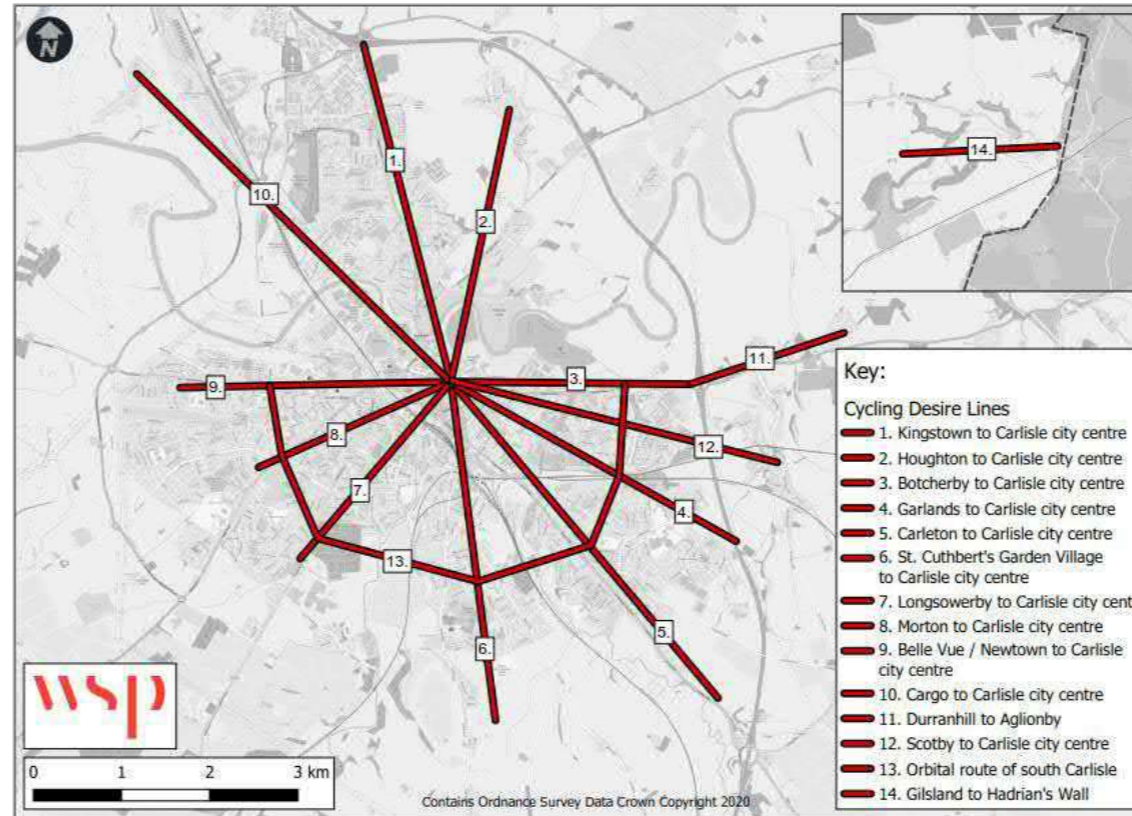 N
1.
2.
10.
14.
11.
9.
3.
8.
12.
7.
4.
13.
5.
6.
Key:
Cycling Desire Lines
1. Kingstown to Carlisle city centre
2. Houghton to Carlisle city centre
3. Botcherby to Carlisle city centre
4. Garlands to Carlisle city centre
5. Carleton to Carlisle city centre
6. St. Cuthbert's Garden Village
to Carlisle city centre
7. Longsowerby to Carlisle city cent
8. Morton to Carlisle city centre
9. Belle Vue / Newtown to Carlisle
city centre
10. Cargo to Carlisle city centre
11. Durranhill to Aglionby
12. Scotby to Carlisle city centre
13. Orbital route of south Carlisle
14. Gilsland to Hadrian's Wall
wsp
0 1 2 3 km
Contains Ordnance Survey Data Crown Copyright 2020